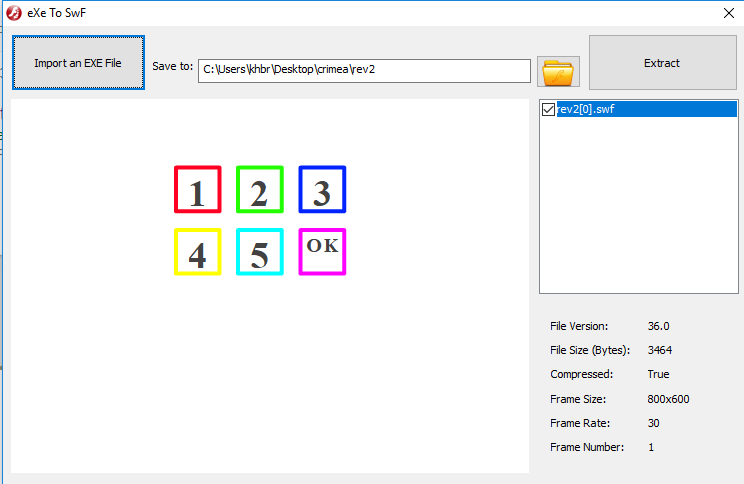 eXe To SwF
Import an EXE File
Save to:
C:\Users\khbr\Desktop\crimea\rev2
Extract
rev2[0].swf
1 2 3
4 5 OK
File Version: 36.0
File Size (Bytes): 3464
Compressed: True
Frame Size: 800x600
Frame Rate: 30
Frame Number: 1